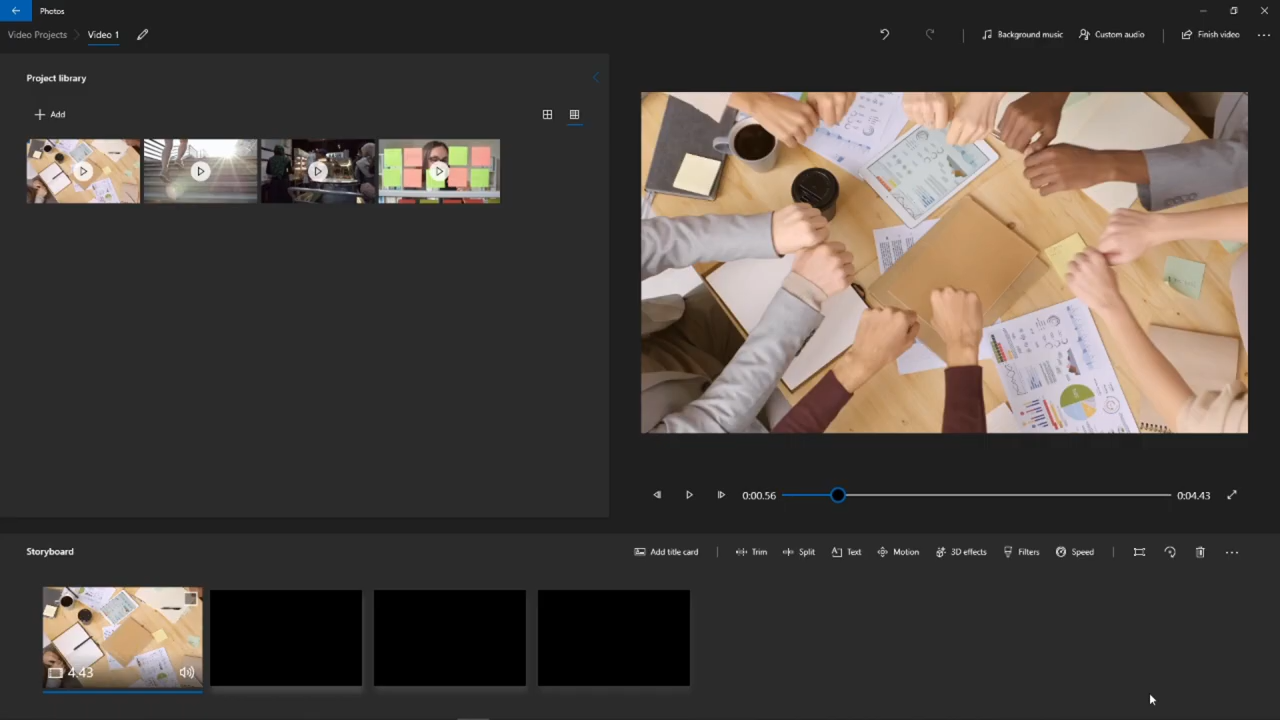 Photos
Video Projects
Video 1
Background music
Custom audio
Finish video
Project library
Add
0:00.56
0:04.43
Storyboard
Add title card
Trim
Split
Text
Motion
3D effects
Filters
Speed
4.43